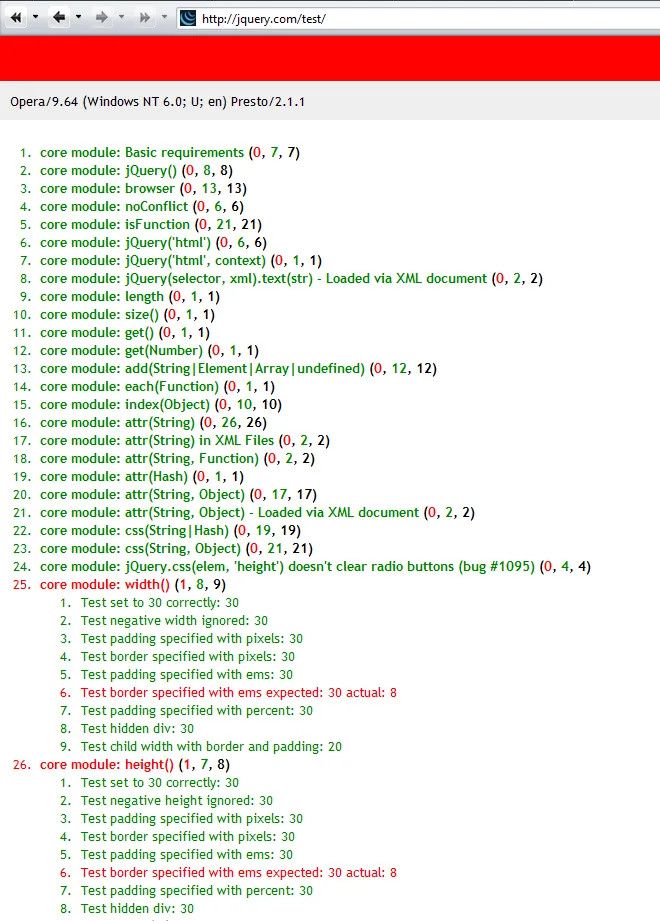 http://jquery.com/test/
Opera/9.64 (Windows NT 6.0; U; en) Presto/2.1.1
1. core module: Basic requirements (0, 7, 7)
2. core module: jQuery() (0, 8, 8)
3. core module: browser (0, 13, 13)
4. core module: noConflict (0, 6, 6)
5. core module: isFunction (0, 21, 21)
6. core module: jQuery('html') (0, 6, 6)
7. core module: jQuery('html', context) (0, 1, 1)
8. core module: jQuery(selector, xml).text(str) - Loaded via XML document (0, 2, 2)
9. core module: length (0, 1, 1)
10. core module: size() (0, 1, 1)
11. core module: get() (0, 1, 1)
12. core module: get(Number) (0, 1, 1)
13. core module: add(String|Element|Array|undefined) (0, 12, 12)
14. core module: each(Function) (0, 1, 1)
15. core module: index(Object) (0, 10, 10)
16. core module: attr(String) (0, 26, 26)
17. core module: attr(String) in XML Files (0, 2, 2)
18. core module: attr(String, Function) (0, 2, 2)
19. core module: attr(Hash) (0, 1, 1)
20. core module: attr(String, Object) (0, 17, 17)
21. core module: attr(String, Object) - Loaded via XML document (0, 2, 2)
22. core module: css(String|Hash) (0, 19, 19)
23. core module: css(String, Object) (0, 21, 21)
24. core module: jQuery.css(elem, 'height') doesn't clear radio buttons (bug #1095) (0, 4, 4)
25. core module: width() (1, 8, 9)
1. Test set to 30 correctly: 30
2. Test negative width ignored: 30
3. Test padding specified with pixels: 30
4. Test border specified with pixels: 30
5. Test padding specified with ems: 30
6. Test border specified with ems expected: 30 actual: 8
7. Test padding specified with percent: 30
8. Test hidden div: 30
9. Test child width with border and padding: 20
26. core module: height() (1, 7, 8)
1. Test set to 30 correctly: 30
2. Test negative height ignored: 30
3. Test padding specified with pixels: 30
4. Test border specified with pixels: 30
5. Test padding specified with ems: 30
6. Test border specified with ems expected: 30 actual: 8
7. Test padding specified with percent: 30
8. Test hidden div: 30